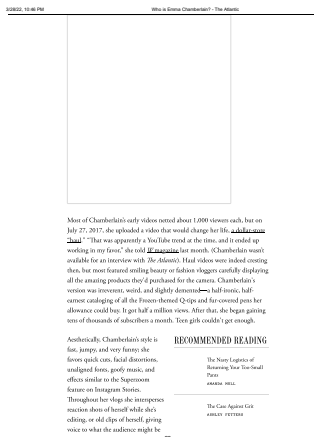 3/28/22, 10:46 PM
Who is Emma Chamberlain? - The Atlantic
Most of Chamberlain's early videos netted about 1,000 viewers each, but on
July 27, 2017, she uploaded a video that would change her life, a dollar-store
"haul." "That was apparently a YouTube trend at the time, and it ended up
working in my favor," she told W magazine last month. (Chamberlain wasn't
available for an interview with The Atlantic). Haul videos were indeed cresting
then, but most featured smiling beauty or fashion vloggers carefully displaying
all the amazing products they'd purchased for the camera. Chamberlain's
version was irreverent, weird, and slightly demented—a half-ironic, half-
earnest cataloging of all the Frozen-themed Q-tips and fur-covered pens her
allowance could buy. It got half a million views. After that, she began gaining
tens of thousands of subscribers a month. Teen girls couldn't get enough.
Aesthetically, Chamberlain's style is
fast, jumpy, and very funny; she
favors quick cuts, facial distortions,
unaligned fonts, goofy music, and
effects similar to the Superzoom
feature on Instagram Stories.
Throughout her vlogs she intersperses
reaction shots of herself while she's
editing, or old clips of herself, giving
voice to what the audience might be
RECOMMENDED READING
The Nasty Logistics of
Returning Your Too-Small
Pants
AMANDA MULL
The Case Against Grit
ASHLEY FETTERS